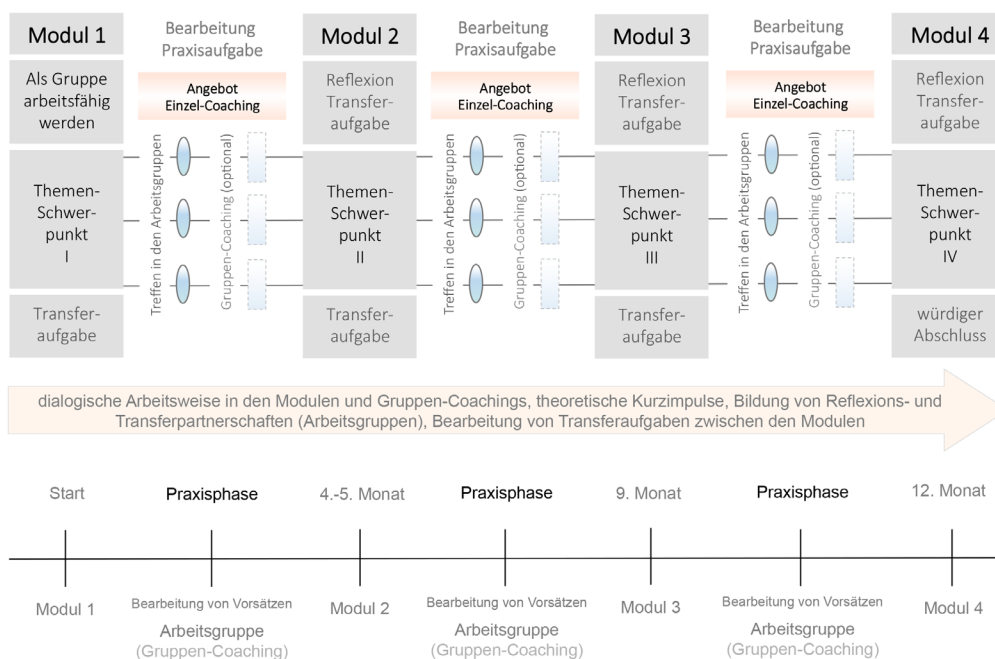 Modul 1
Als Gruppe
arbeitsfähig
werden
Themen-
Schwer-
punkt
I
Transfer-
aufgabe
Bearbeitung
Praxisaufgabe
Angebot
Einzel-Coaching
Treffen in den Arbeitsgruppen
Gruppen-Coaching (optional)
Modul 2
Reflexion
Transfer-
aufgabe
Themen-
Schwer-
punkt
II
Transfer-
aufgabe
Bearbeitung
Praxisaufgabe
Angebot
Einzel-Coaching
Treffen in den Arbeitsgruppen
Gruppen-Coaching (optional)
Modul 3
Reflexion
Transfer-
aufgabe
Themen-
Schwer-
punkt
III
Transfer-
aufgabe
Bearbeitung
Praxisaufgabe
Angebot
Einzel-Coaching
Treffen in den Arbeitsgruppen
Gruppen-Coaching (optional)
Modul 4
Reflexion
Transfer-
aufgabe
Themen-
Schwer-
punkt
IV
würdiger
Abschluss
dialogische Arbeitsweise in den Modulen und Gruppen-Coachings, theoretische Kurzimpulse, Bildung von Reflexions- und
Transferpartnerschaften (Arbeitsgruppen), Bearbeitung von Transferaufgaben zwischen den Modulen
Start
Praxisphase
4.-5. Monat
Praxisphase
9. Monat
Praxisphase
12. Monat
Modul 1
Bearbeitung von Vorsätzen
Arbeitsgruppe
(Gruppen-Coaching)
Modul 2
Bearbeitung von Vorsätzen
Arbeitsgruppe
(Gruppen-Coaching)
Modul 3
Bearbeitung von Vorsätzen
Arbeitsgruppe
(Gruppen-Coaching)
Modul 4